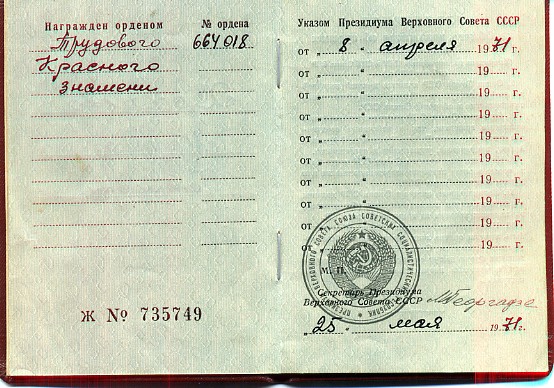 Награжден орденом
№ ордена
Трудового
664018
Красного
знамени
Ж № 735749
Указом Президиума Верховного Совета СССР
от „ 8 “ апреля 1971 г.
от „ “ 19 г.
от „ “ 19 г.
от „ “ 19 г.
от „ “ 19 г.
от „ “ 19 г.
от „ “ 19 г.
от „ “ 19 г.
от „ “ 19 г.
от „ “ 19 г.
М. П.
Секретарь Президиума
Верховного Совета СССР М Георгадзе
„ 25 “ мая 1971 г.